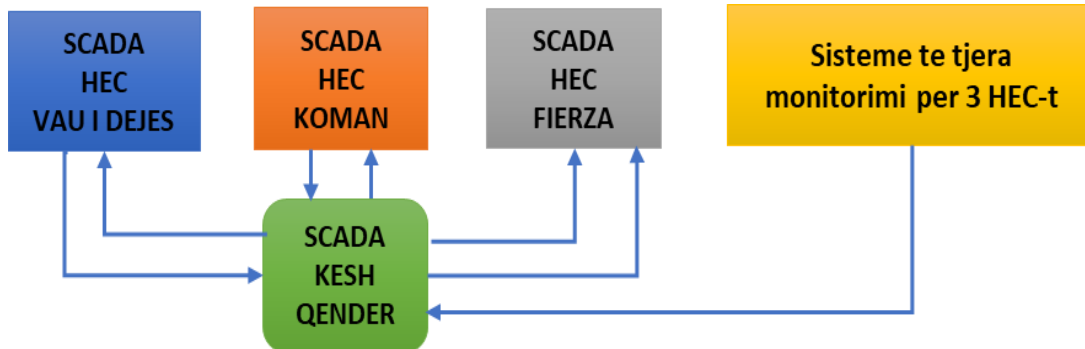 SCADA
HEC
VAU I DEJES
SCADA
HEC
KOMAN
SCADA
HEC
FIERZA
Sisteme te tjera
monitorimi per 3 HEC-t
SCADA
KESH
QENDER